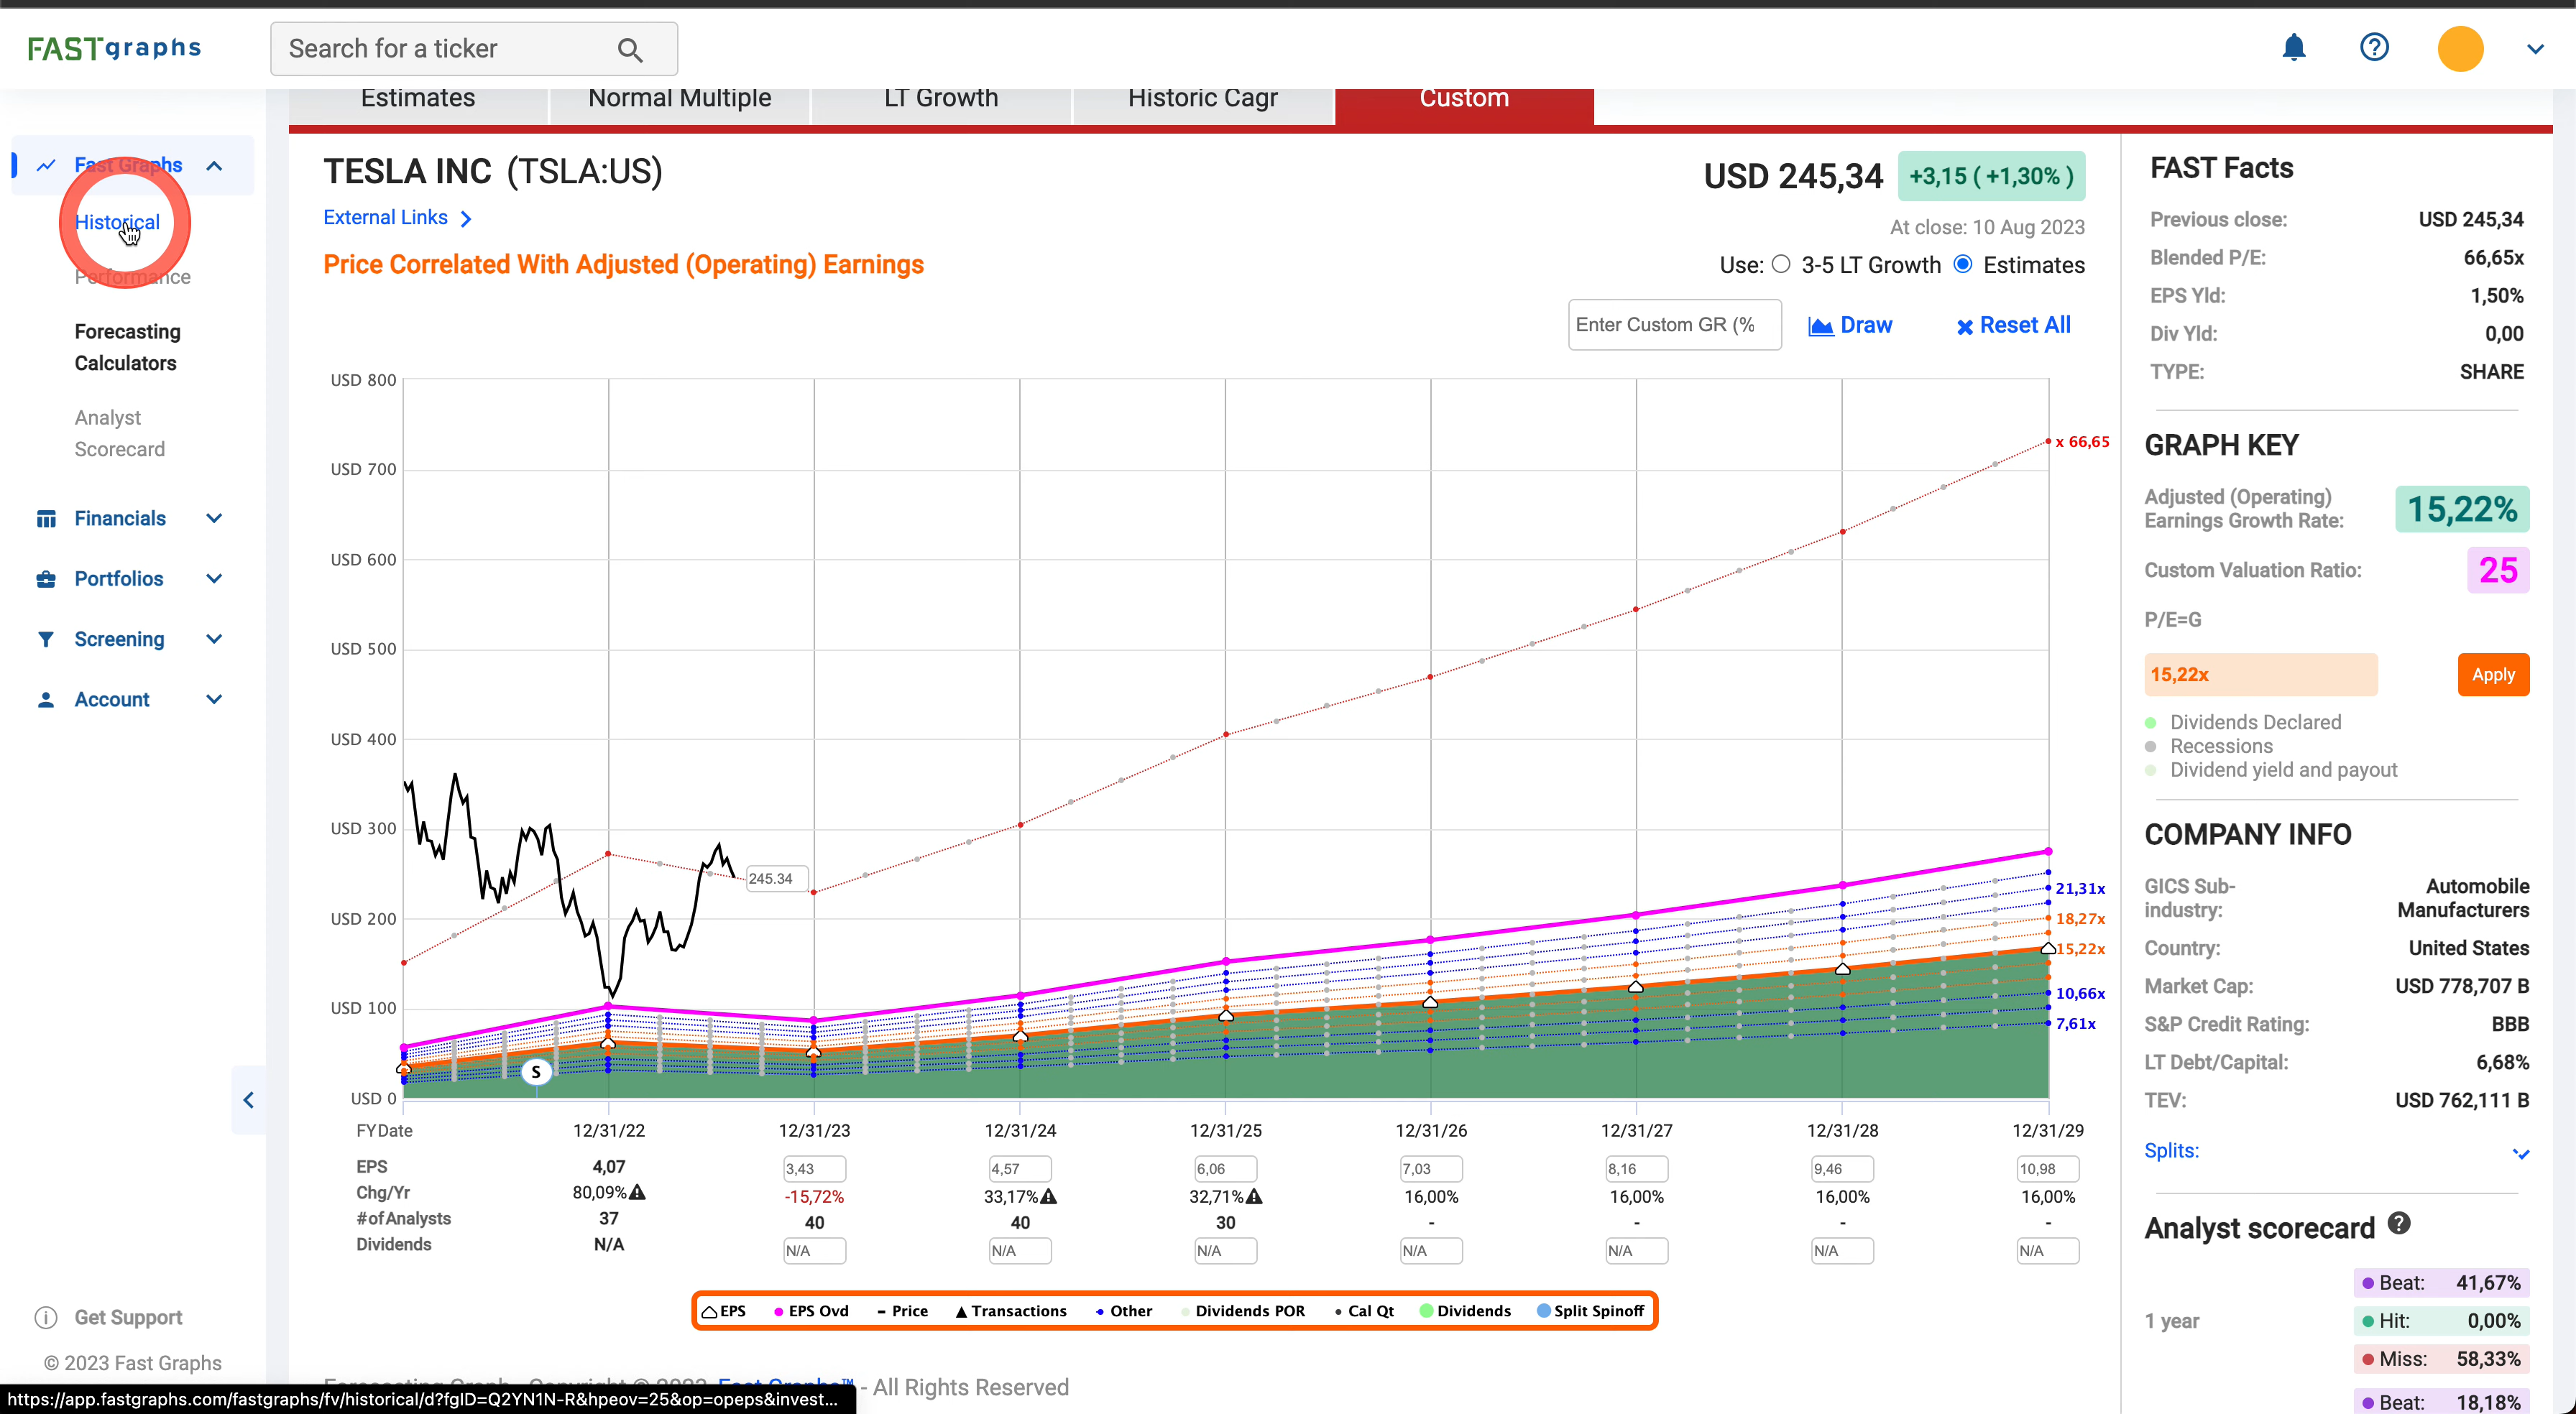 FASTgraphs
Search for a ticker
Estimates
Normal Multiple
LT Growth
Historic Cagr
Custom
Fast Graphs
Historical
Performance
Forecasting
Calculators
Analyst
Scorecard
Financials
Portfolios
Screening
Account
Get Support
© 2023 Fast Graphs
TESLA INC (TSLA:US)
External Links
Price Correlated With Adjusted (Operating) Earnings
USD 245,34 +3,15 ( +1,30% )
At close: 10 Aug 2023
Use: 3-5 LT Growth Estimates
Enter Custom GR (%
Draw
Reset All
USD 800
USD 700
USD 600
USD 500
USD 400
USD 300
USD 200
USD 100
USD 0
x 66,65
245.34
21,31x
18,27x
15,22x
10,66x
7,61x
S
FYDate 12/31/22 12/31/23 12/31/24 12/31/25 12/31/26 12/31/27 12/31/28 12/31/29
EPS 4,07 3,43 4,57 6,06 7,03 8,16 9,46 10,98
Chg/Yr 80,09% -15,72% 33,17% 32,71% 16,00% 16,00% 16,00% 16,00%
#ofAnalysts 37 40 40 30 - - - -
Dividends N/A N/A N/A N/A N/A N/A N/A N/A
EPS EPS Ovd Price Transactions Other Dividends POR Cal Qt Dividends Split Spinoff
Forecasting Graph - Copyright © 2023, Fast Graphs™ - All Rights Reserved
https://app.fastgraphs.com/fastgraphs/fv/historical/d?fgID=Q2YN1N-R&hpeov=25&op=opeps&invest...
FAST Facts
Previous close: USD 245,34
Blended P/E: 66,65x
EPS Yld: 1,50%
Div Yld: 0,00
TYPE: SHARE
GRAPH KEY
Adjusted (Operating)
Earnings Growth Rate: 15,22%
Custom Valuation Ratio: 25
P/E=G
15,22x Apply
Dividends Declared
Recessions
Dividend yield and payout
COMPANY INFO
GICS Sub- Automobile
industry: Manufacturers
Country: United States
Market Cap: USD 778,707 B
S&P Credit Rating: BBB
LT Debt/Capital: 6,68%
TEV: USD 762,111 B
Splits:
Analyst scorecard
Beat: 41,67%
1 year Hit: 0,00%
Miss: 58,33%
Beat: 18,18%